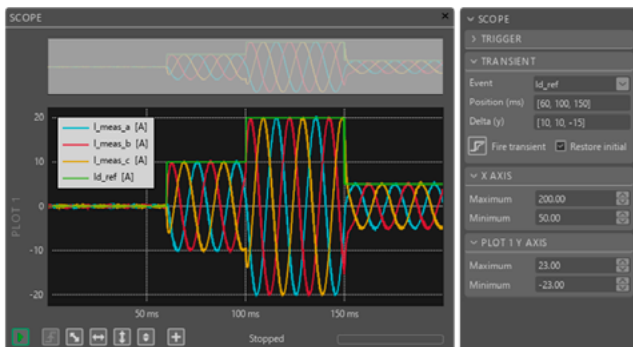 SCOPE
20
10
0
-10
-20
I_meas_a [A]
I_meas_b [A]
I_meas_c [A]
Id_ref [A]
PLOT 1
50 ms
100 ms
150 ms
Stopped
SCOPE
TRIGGER
TRANSIENT
Event Id_ref
Position (ms) [60, 100, 150]
Delta (y) [10, 10, -15]
Fire transient Restore initial
X AXIS
Maximum 200.00
Minimum 50.00
PLOT 1 Y AXIS
Maximum 23.00
Minimum -23.00